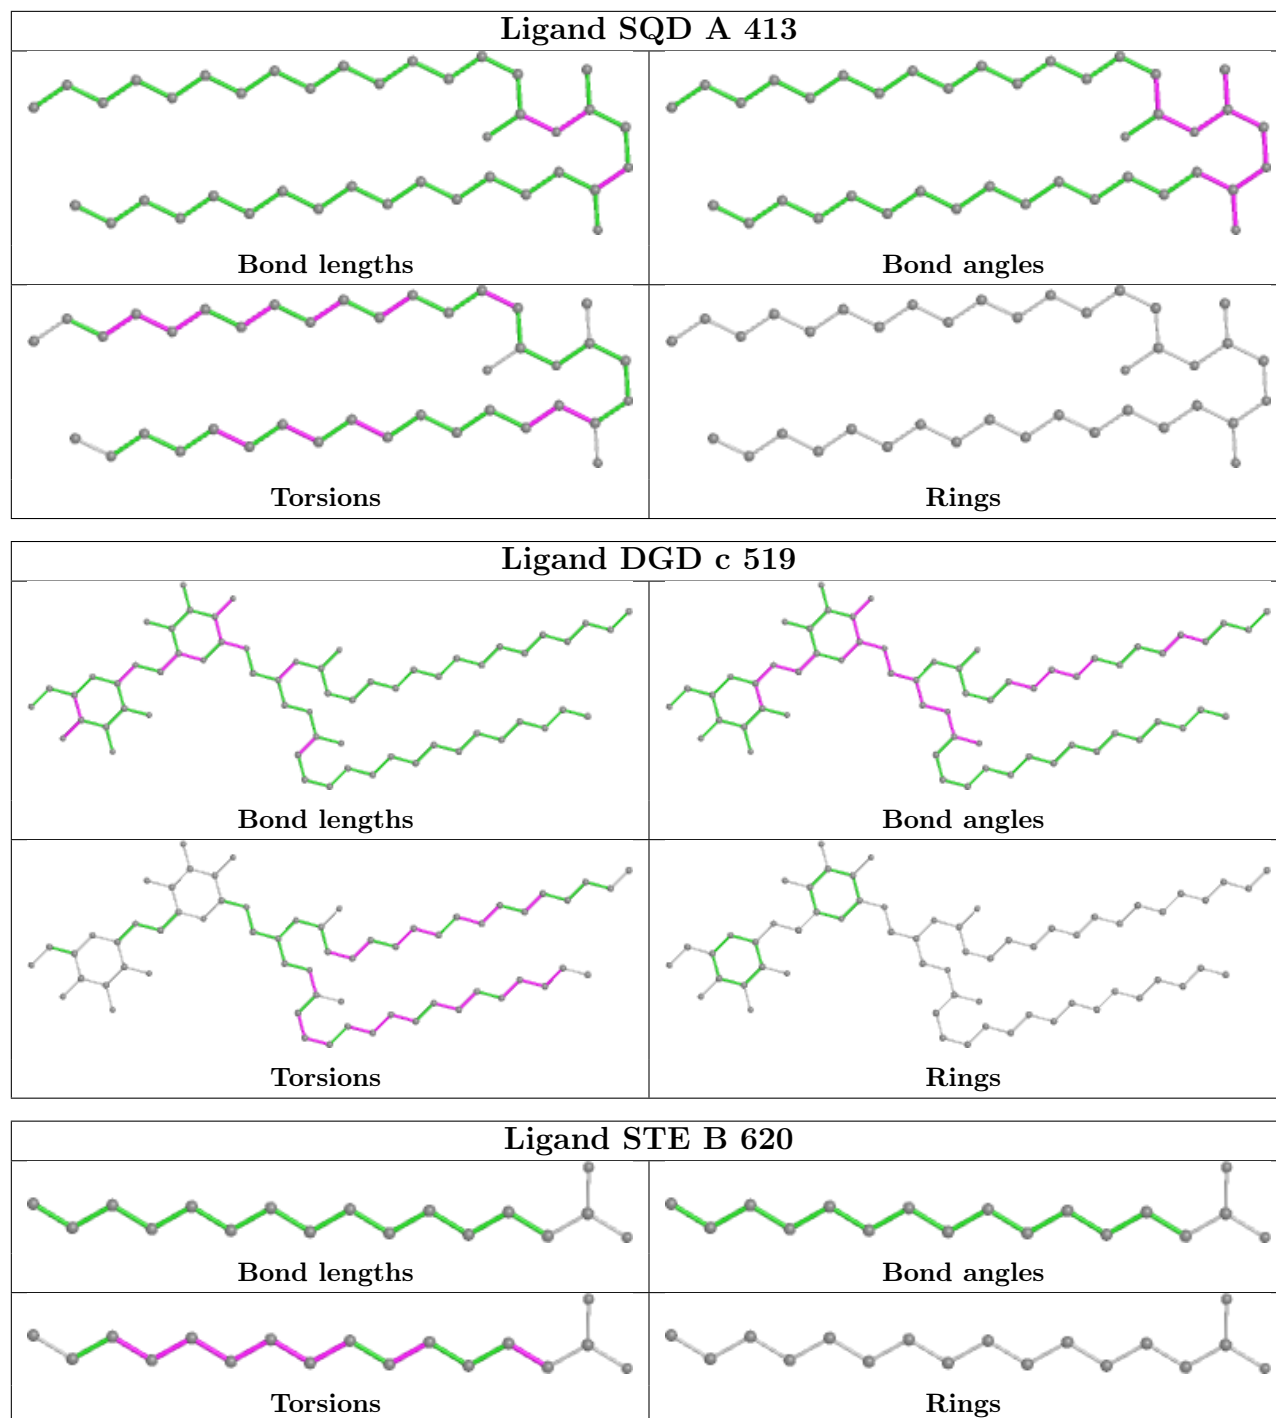 Ligand SQD A 413
Bond lengths
Bond angles
Torsions
Rings
Ligand DGD c 519
Bond lengths
Bond angles
Torsions
Rings
Ligand STE B 620
Bond lengths
Bond angles
Torsions
Rings